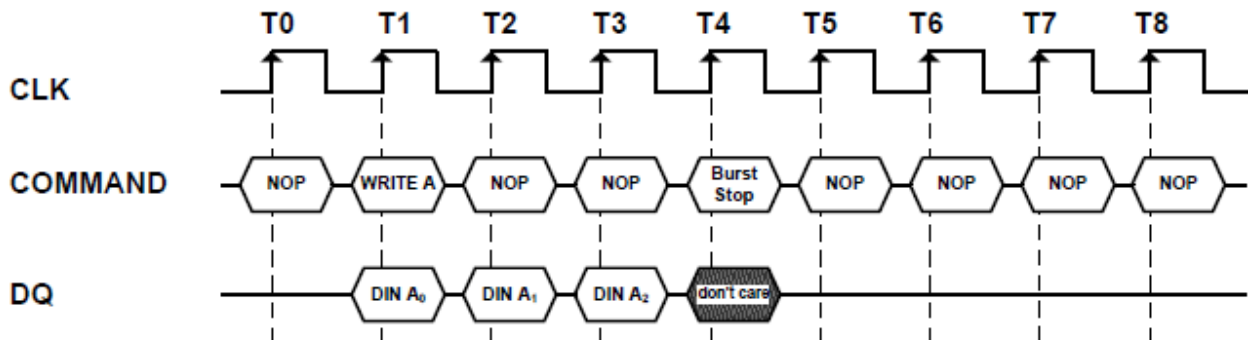 T0 T1 T2 T3 T4 T5 T6 T7 T8
CLK
COMMAND NOP WRITE A NOP NOP Burst Stop NOP NOP NOP NOP
DQ DIN A₀ DIN A₁ DIN A₂ don't care